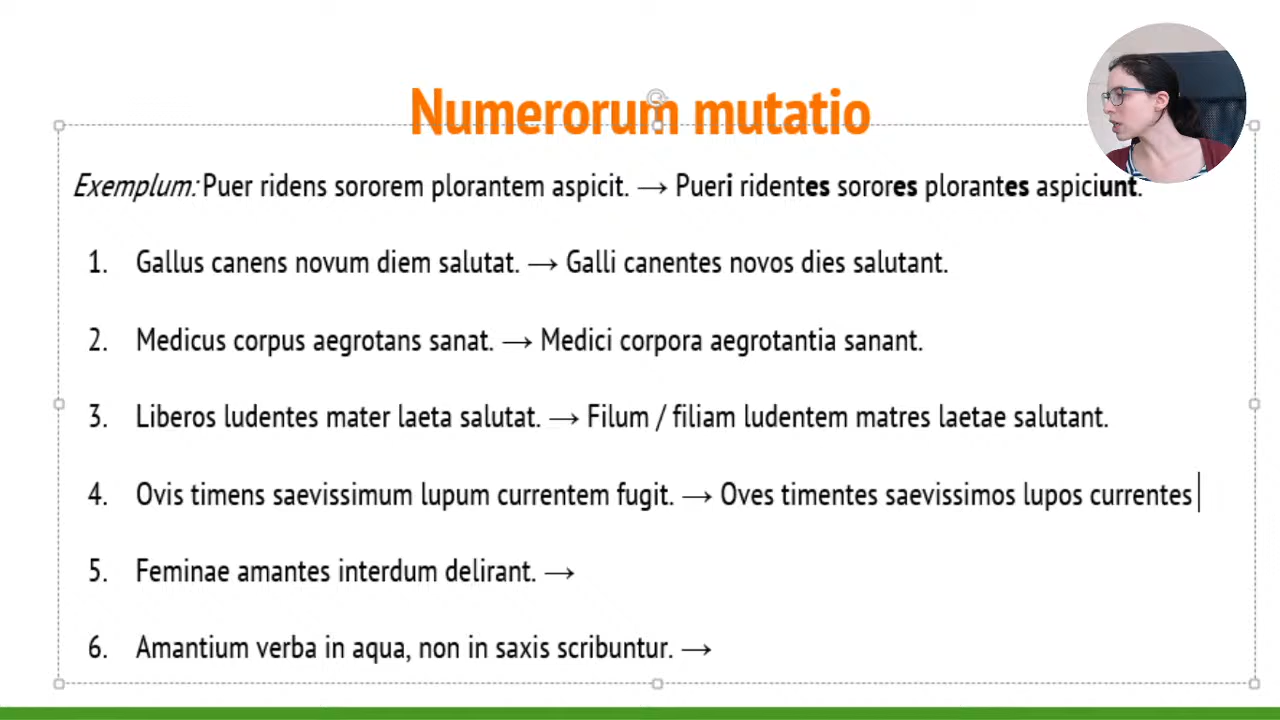 Numerorum mutatio
Exemplum: Puer ridens sororem plorantem aspicit. → Pueri ridentes sorores plorantes aspiciunt.
1. Gallus canens novum diem salutat. → Galli canentes novos dies salutant.
2. Medicus corpus aegrotans sanat. → Medici corpora aegrotantia sanant.
3. Liberos ludentes mater laeta salutat. → Filum / filiam ludentem matres laetae salutant.
4. Ovis timens saevissimum lupum currentem fugit. → Oves timentes saevissimos lupos currentes
5. Feminae amantes interdum delirant. →
6. Amantium verba in aqua, non in saxis scribuntur. →